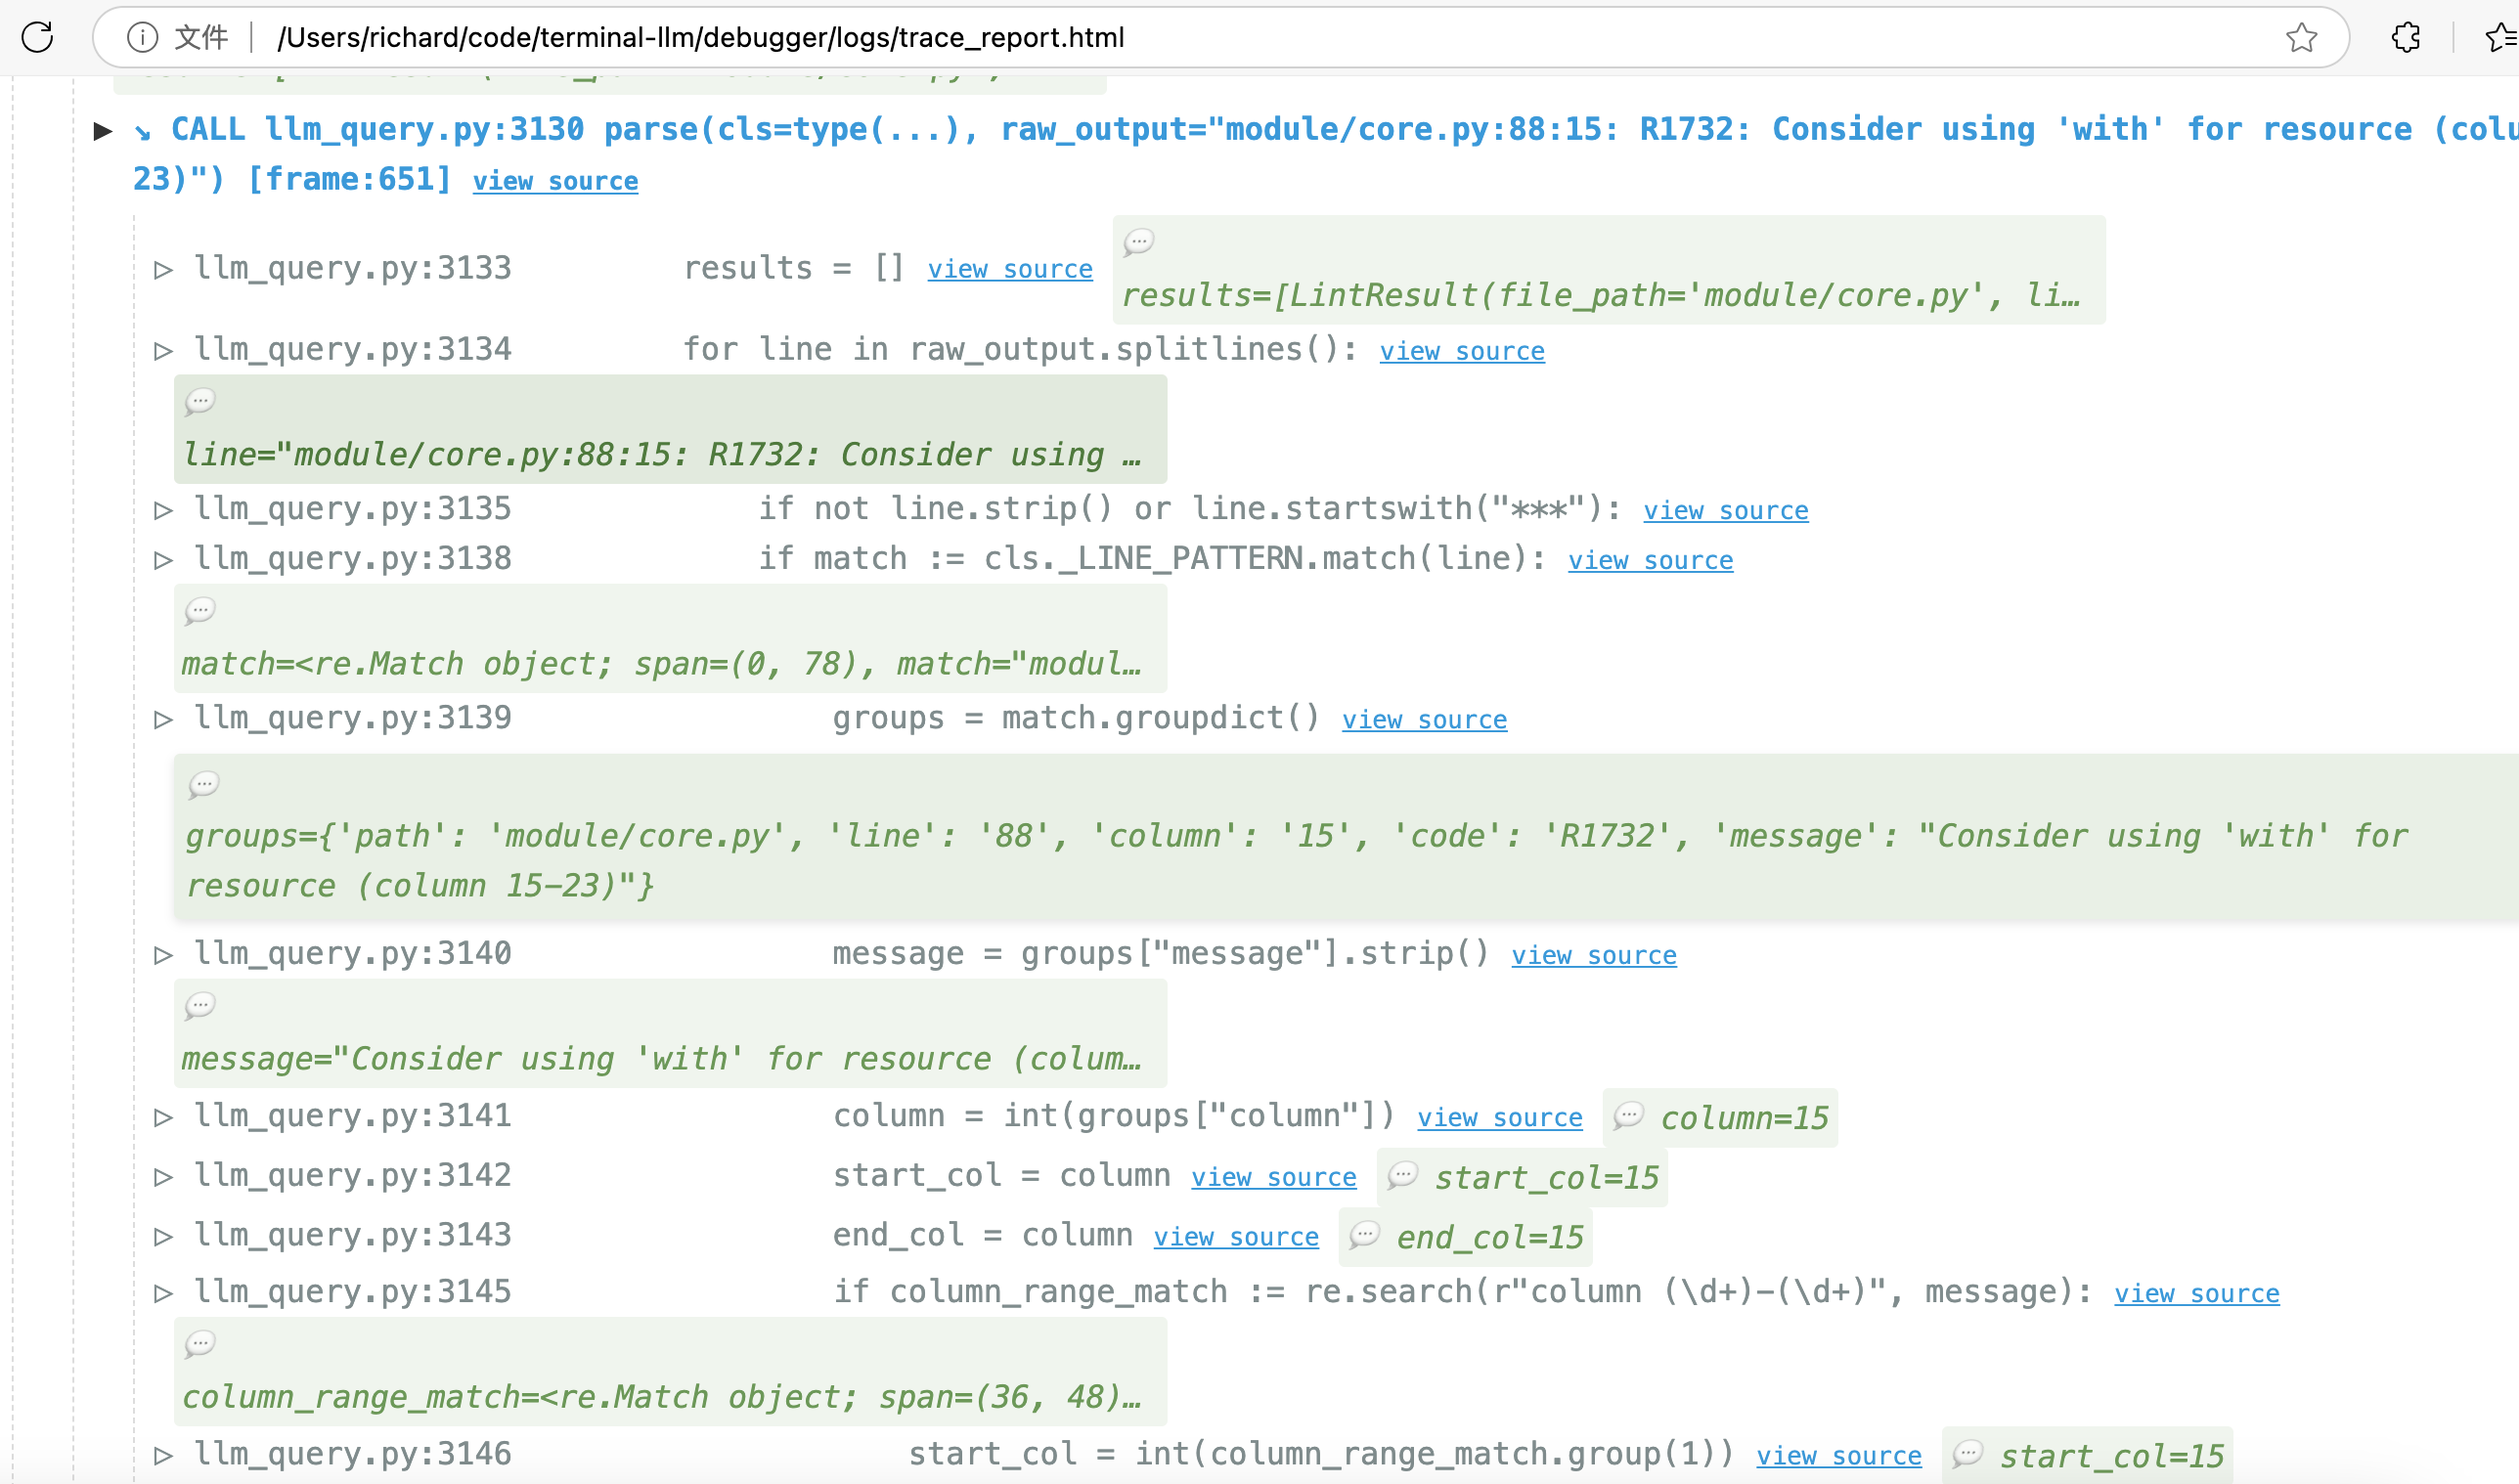 文件 /Users/richard/code/terminal-llm/debugger/logs/trace_report.html
▶ ↘ CALL llm_query.py:3130 parse(cls=type(...), raw_output="module/core.py:88:15: R1732: Consider using 'with' for resource (colu
23)") [frame:651] view source
▷ llm_query.py:3133 results = [] view source 💬
results=[LintResult(file_path='module/core.py', li…
▷ llm_query.py:3134 for line in raw_output.splitlines(): view source
💬
line="module/core.py:88:15: R1732: Consider using …
▷ llm_query.py:3135 if not line.strip() or line.startswith("***"): view source
▷ llm_query.py:3138 if match := cls._LINE_PATTERN.match(line): view source
💬
match=<re.Match object; span=(0, 78), match="modul…
▷ llm_query.py:3139 groups = match.groupdict() view source
💬
groups={'path': 'module/core.py', 'line': '88', 'column': '15', 'code': 'R1732', 'message': "Consider using 'with' for
resource (column 15-23)"}
▷ llm_query.py:3140 message = groups["message"].strip() view source
💬
message="Consider using 'with' for resource (colum…
▷ llm_query.py:3141 column = int(groups["column"]) view source 💬 column=15
▷ llm_query.py:3142 start_col = column view source 💬 start_col=15
▷ llm_query.py:3143 end_col = column view source 💬 end_col=15
▷ llm_query.py:3145 if column_range_match := re.search(r"column (\d+)-(\d+)", message): view source
💬
column_range_match=<re.Match object; span=(36, 48)…
▷ llm_query.py:3146 start_col = int(column_range_match.group(1)) view source 💬 start_col=15